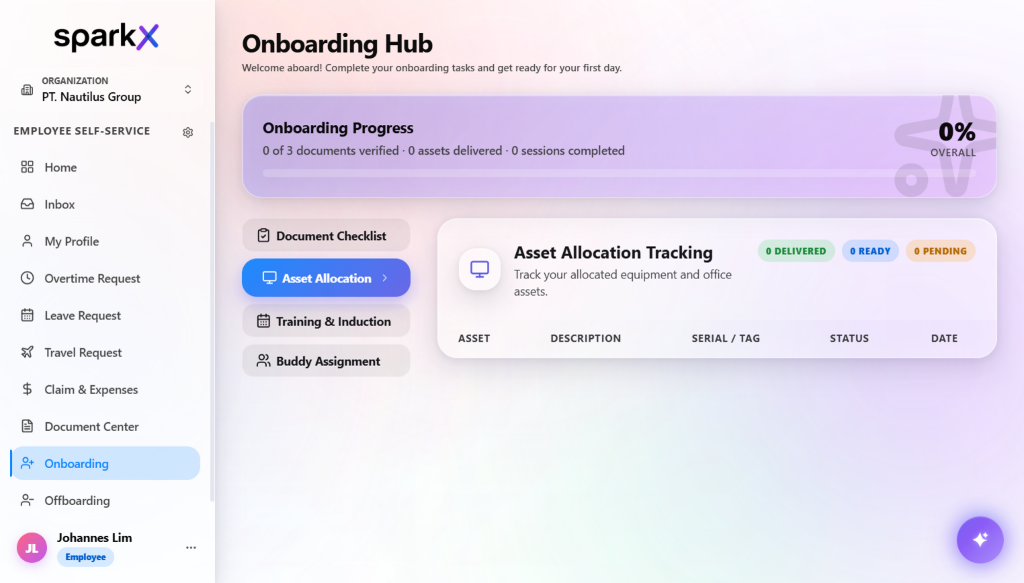 sparkX
ORGANIZATION
PT. Nautilus Group
EMPLOYEE SELF-SERVICE
Home
Inbox
My Profile
Overtime Request
Leave Request
Travel Request
Claim & Expenses
Document Center
Onboarding
Offboarding
JL
Johannes Lim
Employee
Onboarding Hub
Welcome aboard! Complete your onboarding tasks and get ready for your first day.
Onboarding Progress
0 of 3 documents verified · 0 assets delivered · 0 sessions completed
0%
OVERALL
Document Checklist
Asset Allocation
Training & Induction
Buddy Assignment
Asset Allocation Tracking
Track your allocated equipment and office
assets.
0 DELIVERED
0 READY
0 PENDING
ASSET DESCRIPTION SERIAL / TAG STATUS DATE